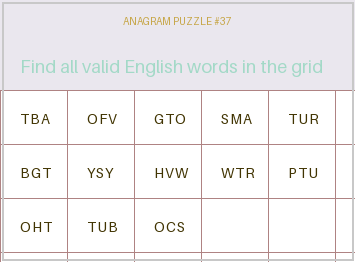 ANAGRAM PUZZLE #37
Find all valid English words in the grid
TBA OFV GTO SMA TUR
BGT YSY HVW WTR PTU
OHT TUB OCS